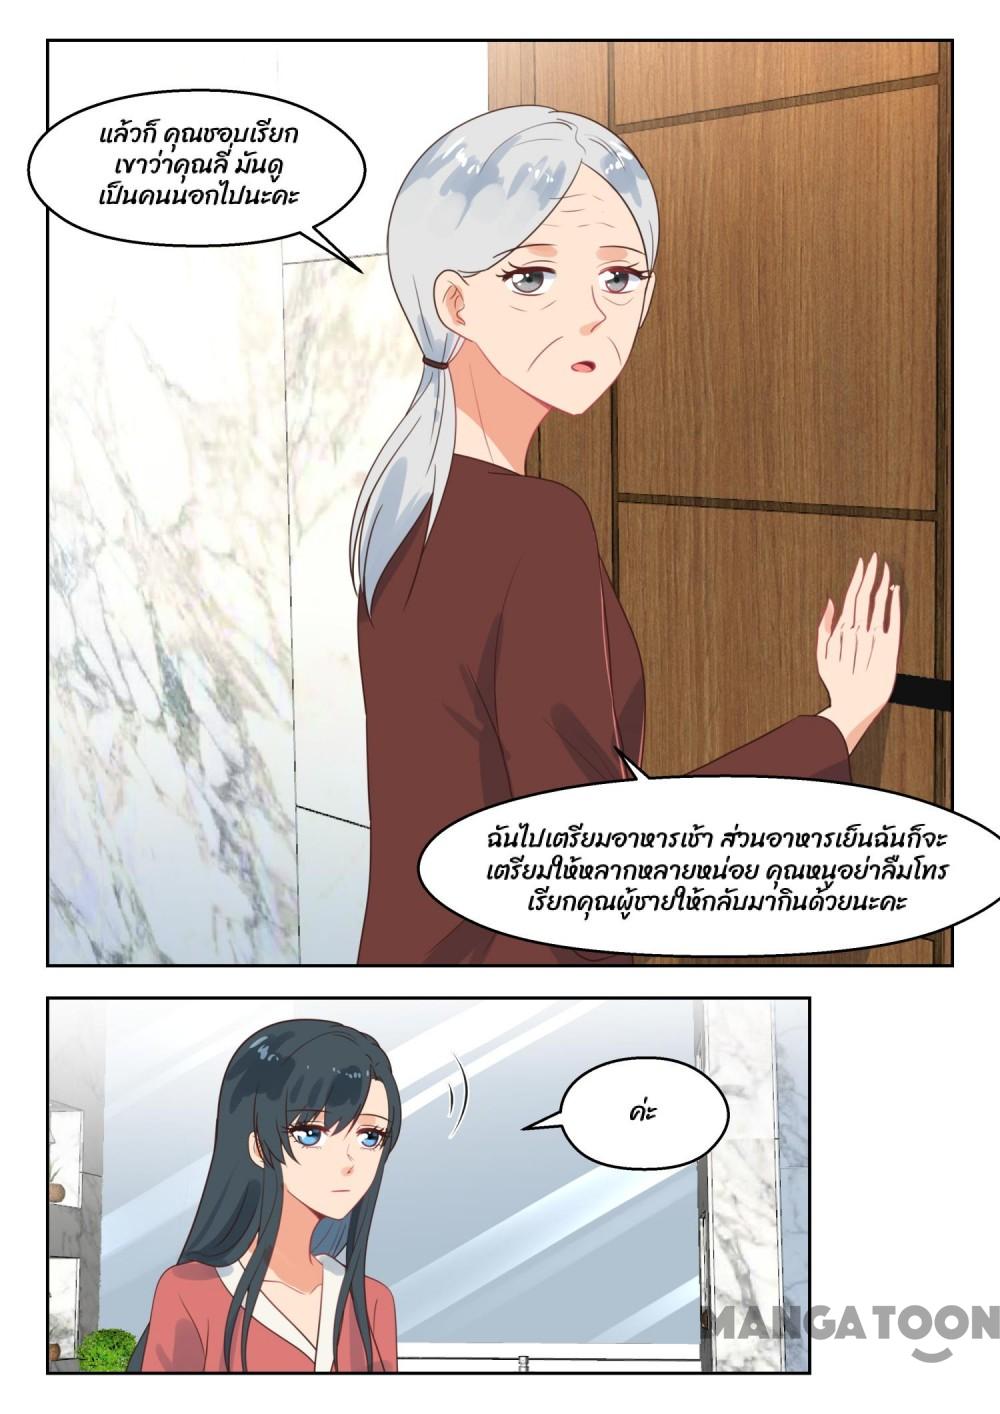 แล้วก็ คุณชอบเรียก
เขาว่าคุณลี่ มันดู
เป็นคนนอกไปนะคะ
ฉันไปเตรียมอาหารเช้า ส่วนอาหารเย็นฉันก็จะ
เตรียมให้หลากหลายหน่อย คุณหนูอย่าลืมโทร
เรียกคุณผู้ชายให้กลับมากินด้วยนะคะ
ค่ะ
MANGATOON